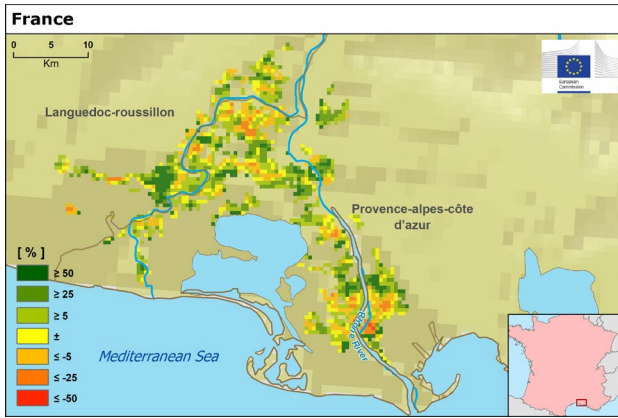 France
0 5 10
Km
European
Commission
Languedoc-roussillon
Provence-alpes-côte
d'azur
[ % ]
≥ 50
≥ 25
≥ 5
±
≤ -5
≤ -25
≤ -50
Mediterranean Sea
Rhône River